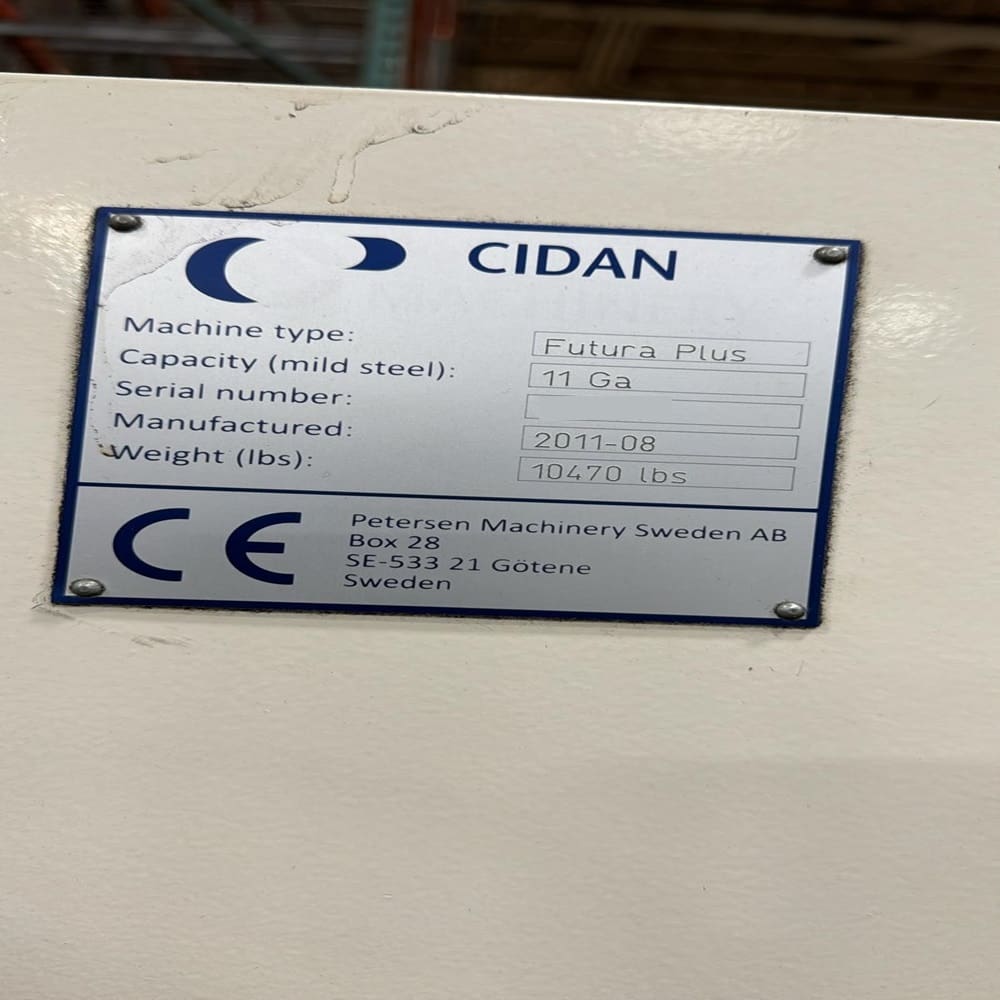 CIDAN
Machine type: Futura Plus
Capacity (mild steel): 11 Ga
Serial number:
Manufactured: 2011-08
Weight (lbs): 10470 lbs
CE
Petersen Machinery Sweden AB
Box 28
SE-533 21 Götene
Sweden